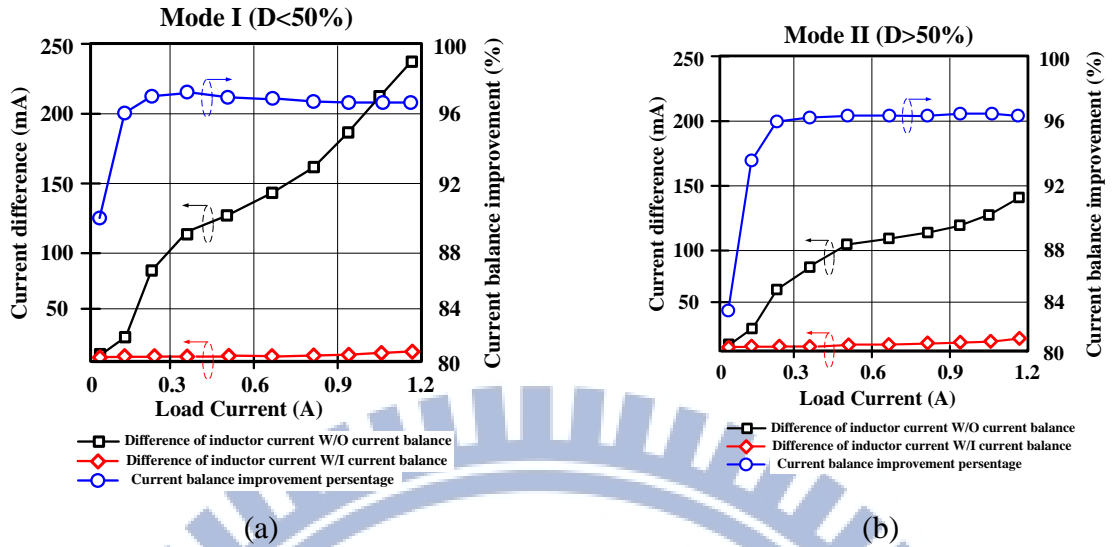 Mode I (D<50%)
250
200
150
100
50
Current difference (mA)
100
96
92
88
84
80
Current balance improvement (%)
0 0.3 0.6 0.9 1.2
Load Current (A)
Difference of inductor current W/O current balance
Difference of inductor current W/I current balance
Current balance improvement persentage
(a)
Mode II (D>50%)
250
200
150
100
50
Current difference (mA)
100
96
92
88
84
80
Current balance improvement (%)
0 0.3 0.6 0.9 1.2
Load Current (A)
Difference of inductor current W/O current balance
Difference of inductor current W/I current balance
Current balance improvement persentage
(b)